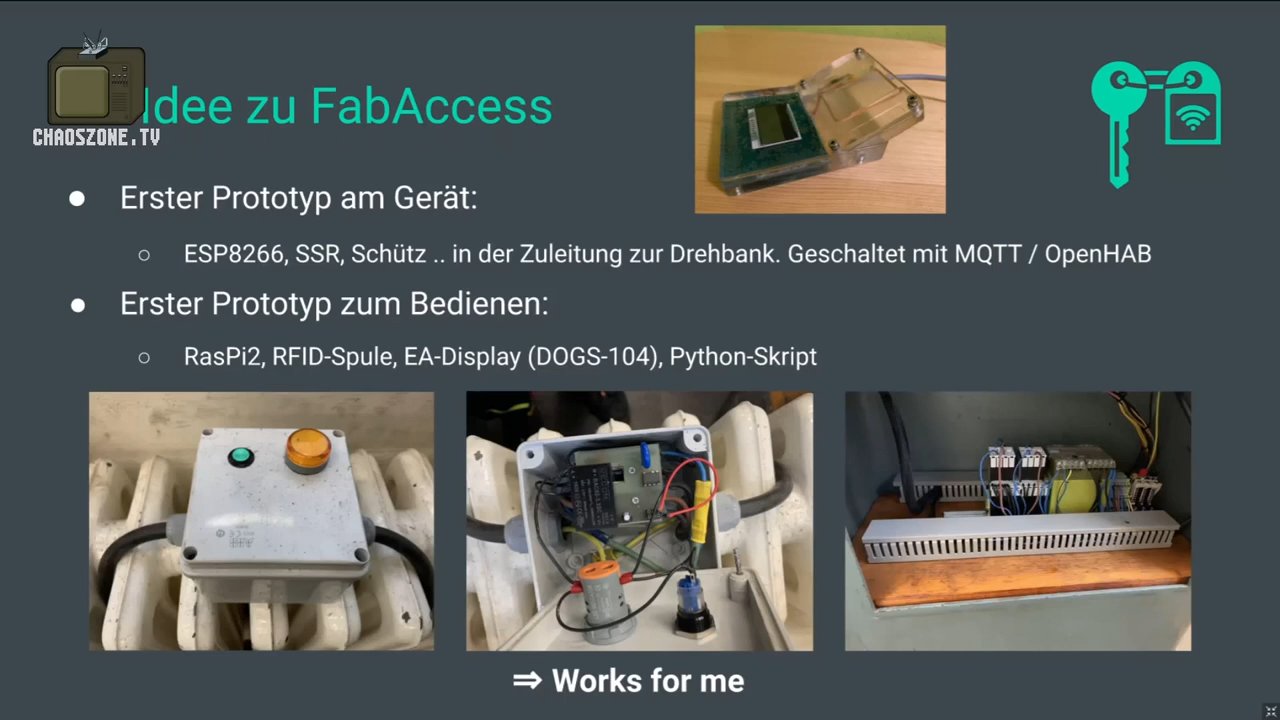 Idee zu FabAccess
CHAOSZONE.TV
● Erster Prototyp am Gerät:
○ ESP8266, SSR, Schütz .. in der Zuleitung zur Drehbank. Geschaltet mit MQTT / OpenHAB
● Erster Prototyp zum Bedienen:
○ RasPi2, RFID-Spule, EA-Display (DOGS-104), Python-Skript
⇒ Works for me